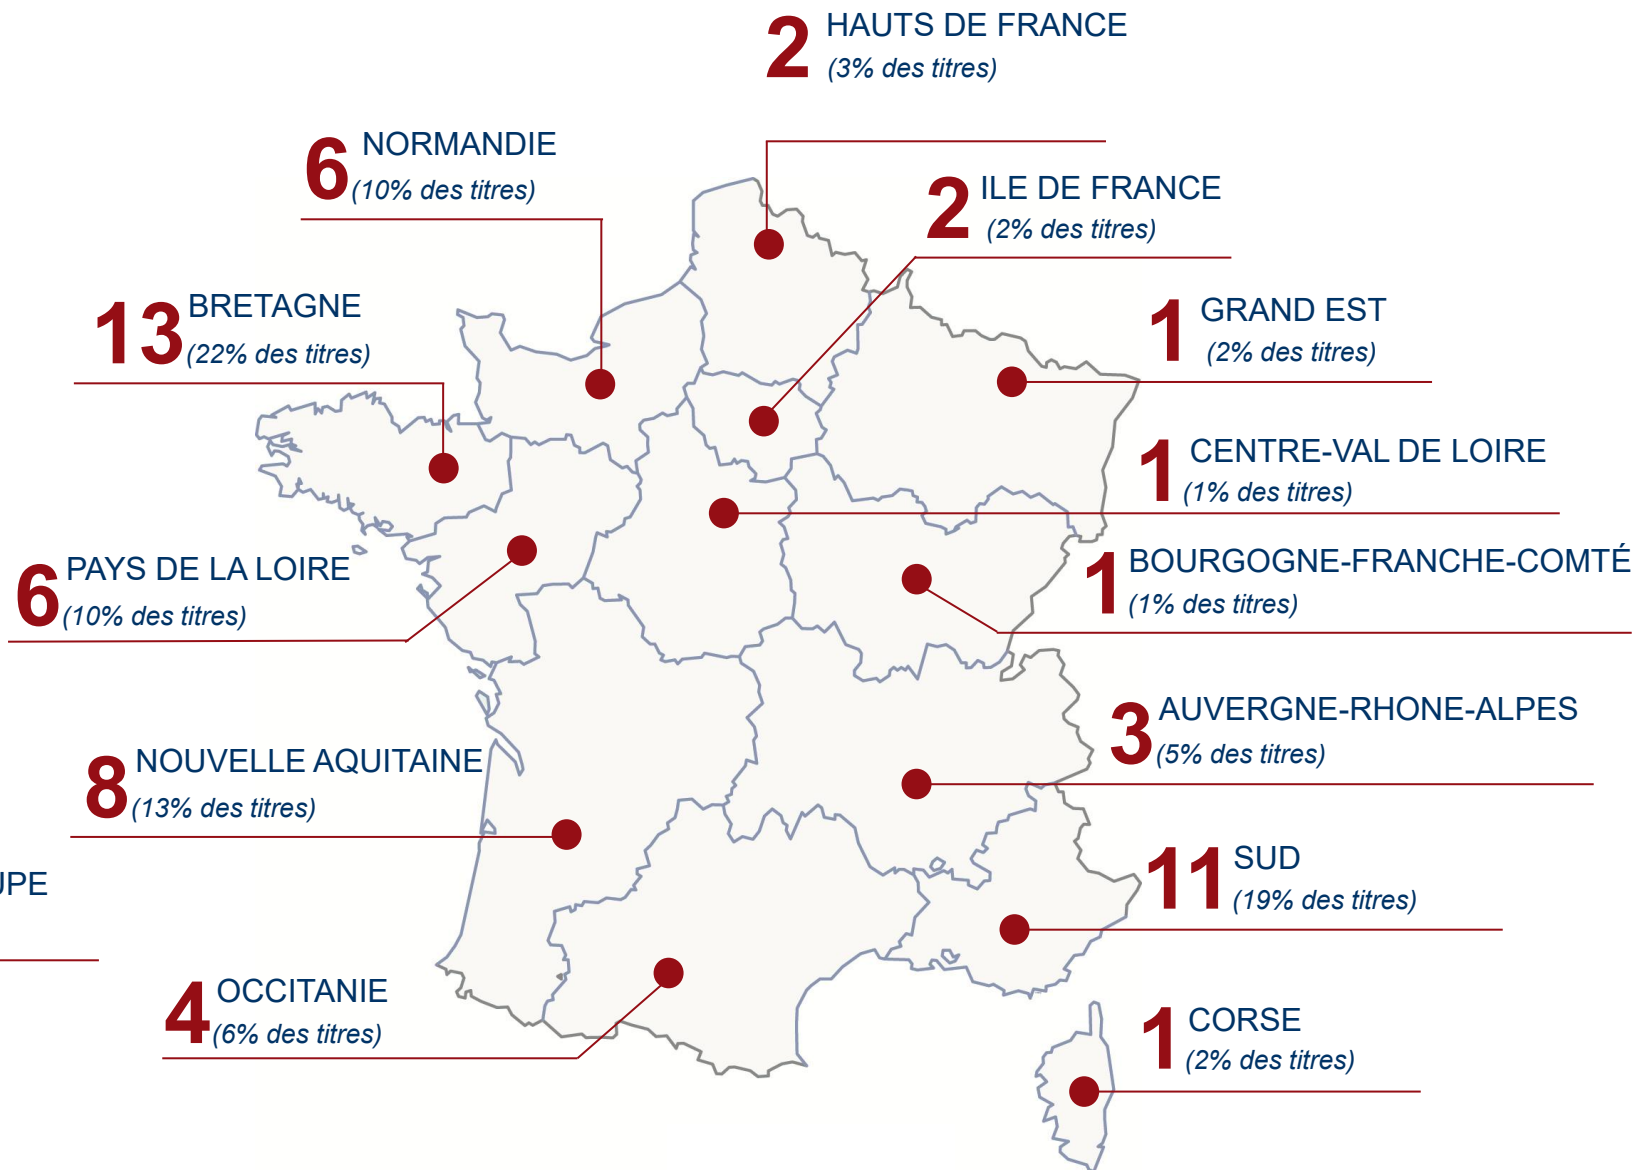 2 HAUTS DE FRANCE
(3% des titres)
6 NORMANDIE
(10% des titres)
2 ILE DE FRANCE
(2% des titres)
13 BRETAGNE
(22% des titres)
1 GRAND EST
(2% des titres)
1 CENTRE-VAL DE LOIRE
(1% des titres)
6 PAYS DE LA LOIRE
(10% des titres)
1 BOURGOGNE-FRANCHE-COMTÉ
(1% des titres)
3 AUVERGNE-RHONE-ALPES
(5% des titres)
8 NOUVELLE AQUITAINE
(13% des titres)
11 SUD
(19% des titres)
4 OCCITANIE
(6% des titres)
1 CORSE
(2% des titres)